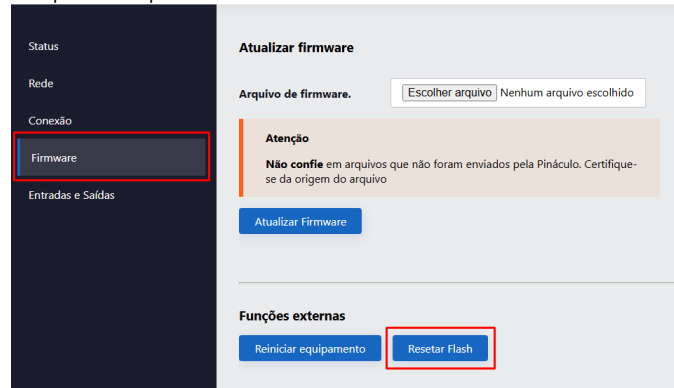 Status
Rede
Conexão
Firmware
Entradas e Saídas
Atualizar firmware
Arquivo de firmware. Escolher arquivo Nenhum arquivo escolhido
Atenção
Não confie em arquivos que não foram enviados pela Pináculo. Certifique-
se da origem do arquivo
Atualizar Firmware
Funções externas
Reiniciar equipamento Resetar Flash